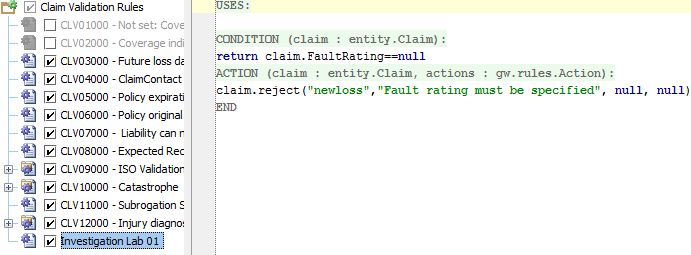 Claim Validation Rules
CLV01000 - Not set: Cove
CLV02000 - Coverage indi
CLV03000 - Future loss da
CLV04000 - ClaimContact
CLV05000 - Policy expirati
CLV06000 - Policy original
CLV07000 - Liability can n
CLV08000 - Expected Rec
CLV09000 - ISO Validation
CLV10000 - Catastrophe
CLV11000 - Subrogation S
CLV12000 - Injury diagnos
Investigation Lab 01
USES:
CONDITION (claim : entity.Claim):
return claim.FaultRating==null
ACTION (claim : entity.Claim, actions : gw.rules.Action):
claim.reject("newloss","Fault rating must be specified", null, null)
END